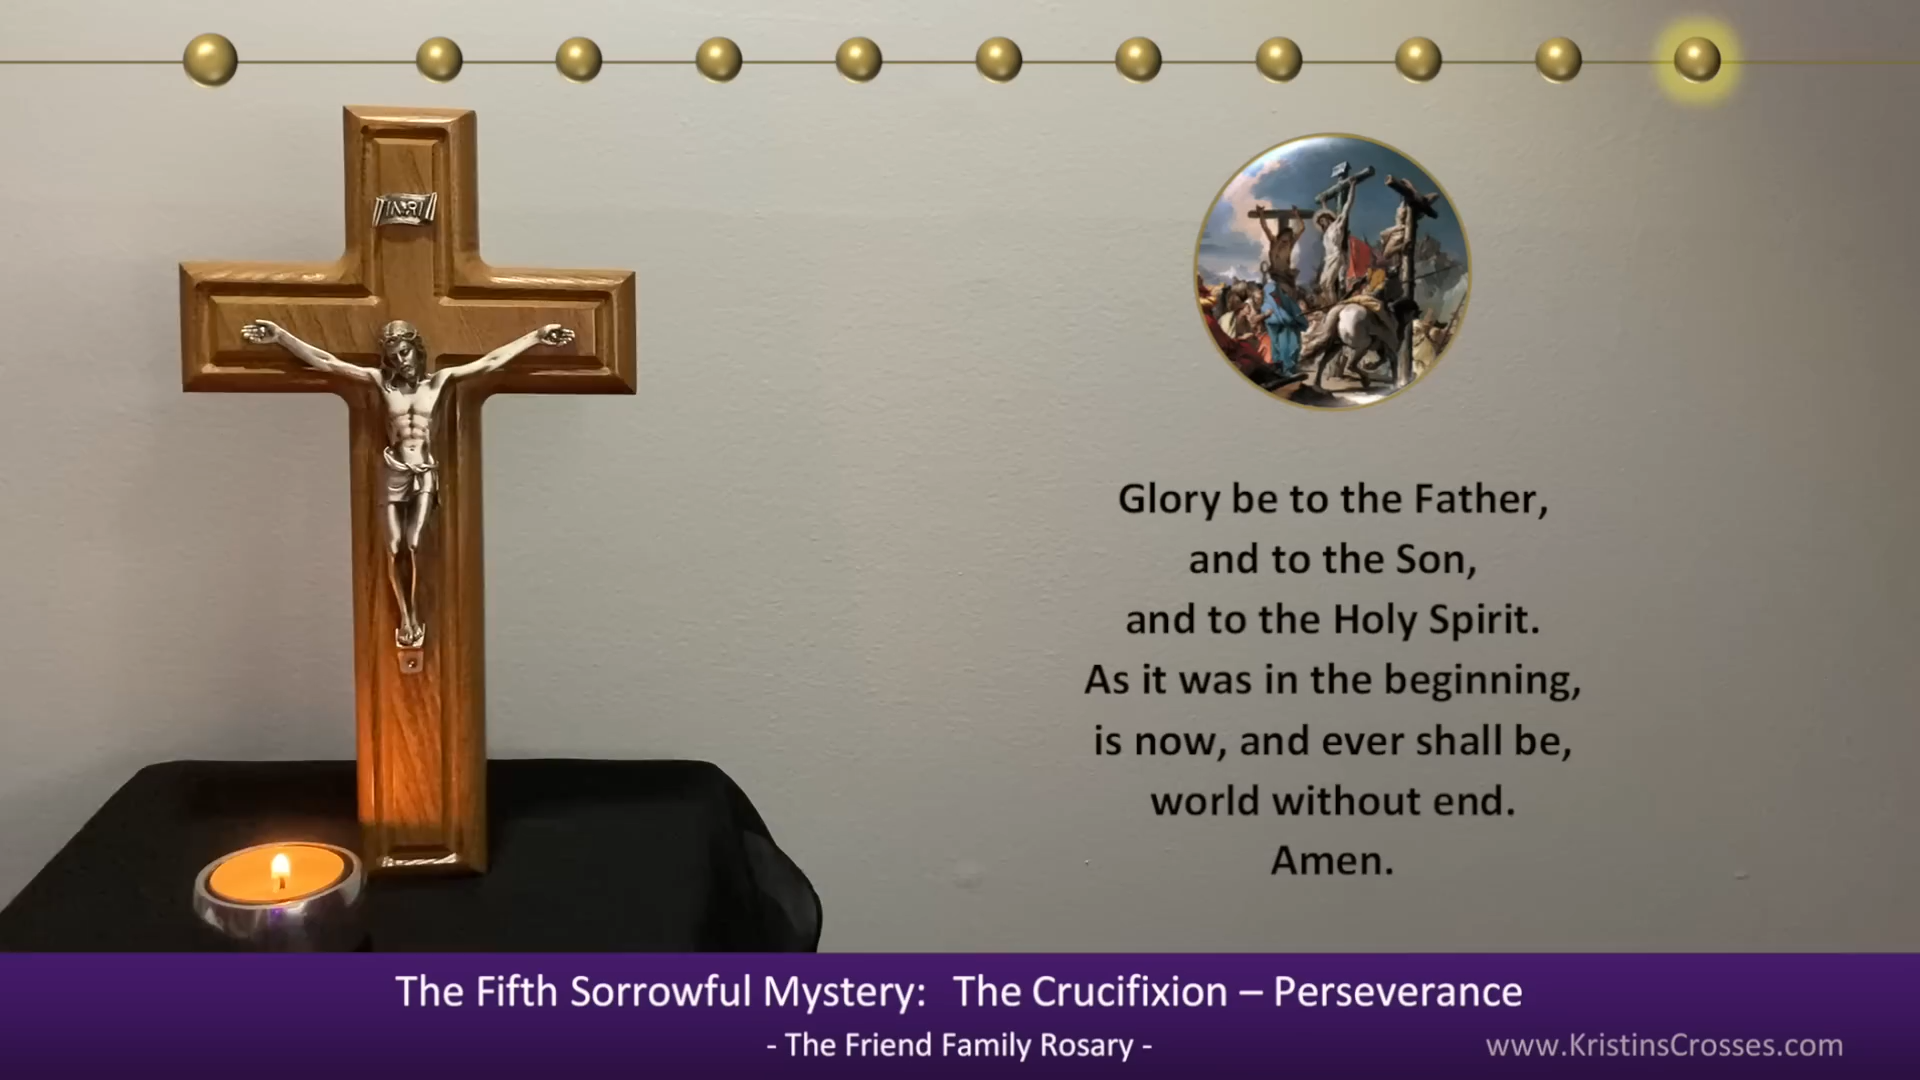 INRI
Glory be to the Father,
and to the Son,
and to the Holy Spirit.
As it was in the beginning,
is now, and ever shall be,
world without end.
Amen.
The Fifth Sorrowful Mystery: The Crucifixion – Perseverance
- The Friend Family Rosary -
www.KristinsCrosses.com